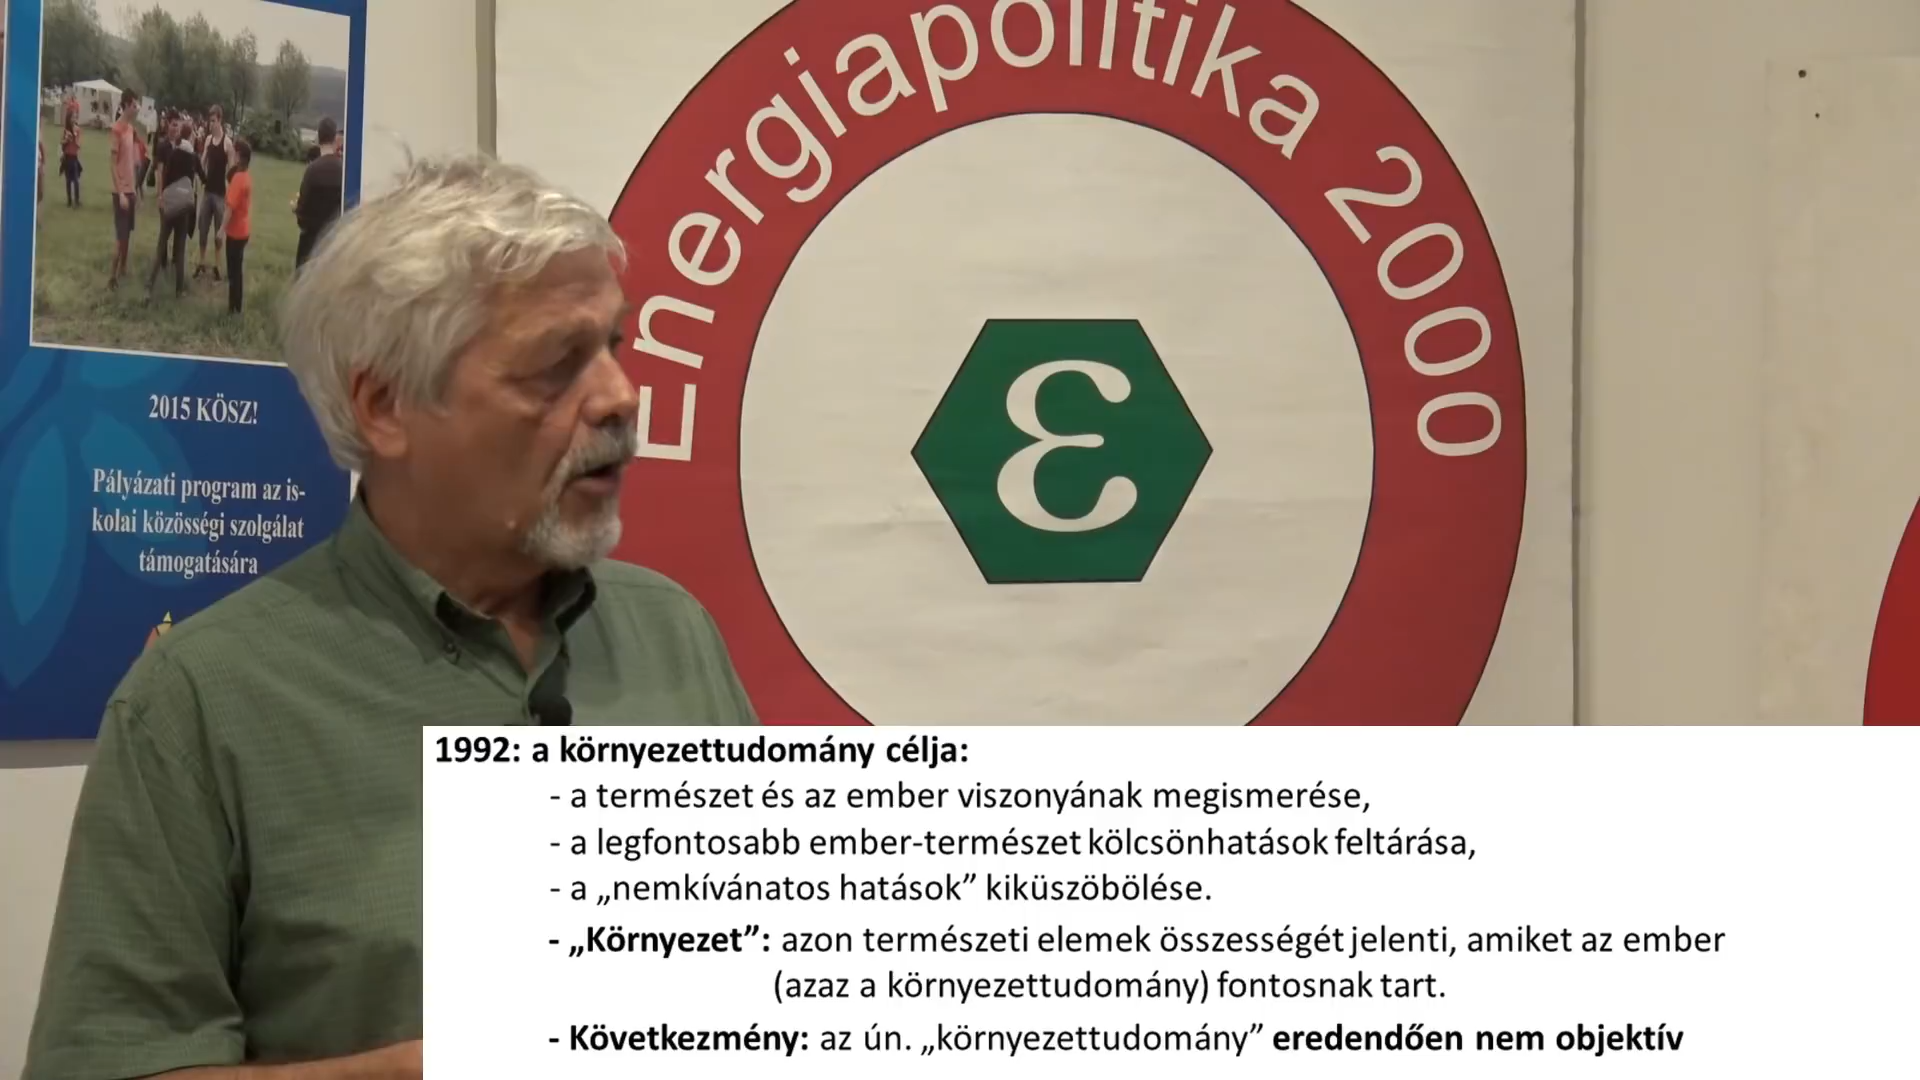 Energiapolitika 2000
ε
2015 KÖSZ!
Pályázati program az is-
kolai közösségi szolgálat
támogatására
1992: a környezettudomány célja:
- a természet és az ember viszonyának megismerése,
- a legfontosabb ember-természet kölcsönhatások feltárása,
- a „nemkívánatos hatások” kiküszöbölése.
- „Környezet”: azon természeti elemek összességét jelenti, amiket az ember
(azaz a környezettudomány) fontosnak tart.
- Következmény: az ún. „környezettudomány” eredendően nem objektív